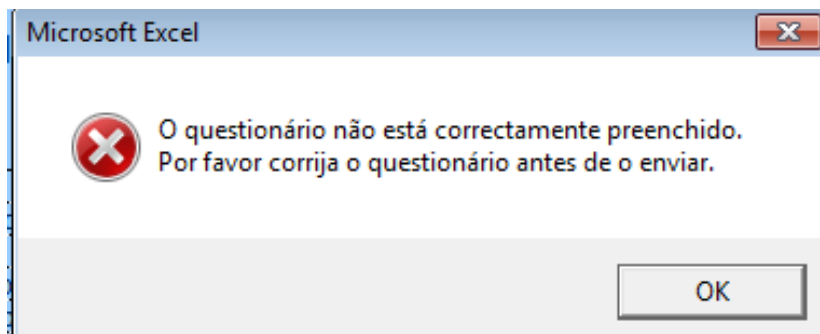 Microsoft Excel
O questionário não está correctamente preenchido.
Por favor corrija o questionário antes de o enviar.
OK